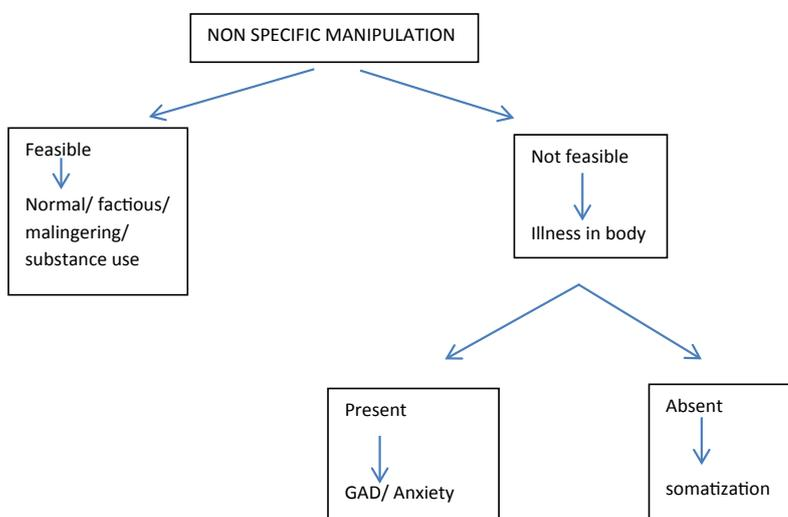 NON SPECIFIC MANIPULATION
Feasible
Normal/ factious/
malingering/
substance use
Not feasible
Illness in body
Present
GAD/ Anxiety
Absent
somatization